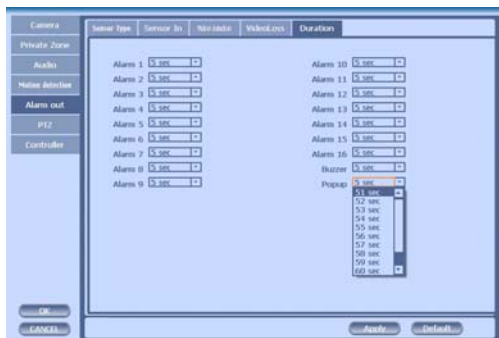 Camera
Private Zone
Audio
Motion detection
Alarm out
PTZ
Controller
OK
CANCEL
Sensor Type Sensor In Motion VideoLoss Duration
Alarm 1 5 sec
Alarm 2 5 sec
Alarm 3 5 sec
Alarm 4 5 sec
Alarm 5 5 sec
Alarm 6 5 sec
Alarm 7 5 sec
Alarm 8 5 sec
Alarm 9 5 sec
Alarm 10 5 sec
Alarm 11 5 sec
Alarm 12 5 sec
Alarm 13 5 sec
Alarm 14 5 sec
Alarm 15 5 sec
Alarm 16 5 sec
Buzzer 5 sec
Popup 5 sec
51 sec
52 sec
53 sec
54 sec
55 sec
56 sec
57 sec
58 sec
59 sec
60 sec
Apply Default